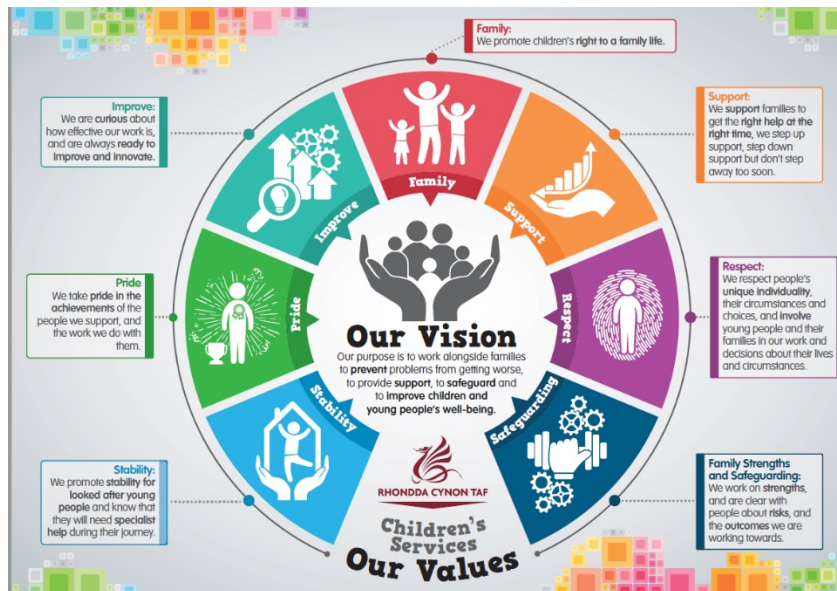 Family:
We promote children's right to a family life.
Improve:
We are curious about
how effective our work is,
and are always ready to
improve and innovate.
Support:
We support families to
get the right help at the
right time, we step up
support, step down
support but don't step
away too soon.
Family
Improve
Support
Pride
We take pride in the
achievements of the
people we support, and
the work we do with
them.
Pride
Respect
Respect:
We respect people's
unique individuality,
their circumstances and
choices, and involve
young people and their
families in our work and
decisions about their lives
and circumstances.
Our Vision
Our purpose is to work alongside families
to prevent problems from getting worse,
to provide support, to safeguard and
to improve children and
young people's well-being.
Stability
Safeguarding
Stability:
We promote stability for
looked after young
people and know that
they will need specialist
help during their journey.
Family Strengths
and Safeguarding:
We work on strengths,
and are clear with
people about risks, and
the outcomes we are
working towards.
RHONDDA CYNON TAF
Children's
Services
Our Values